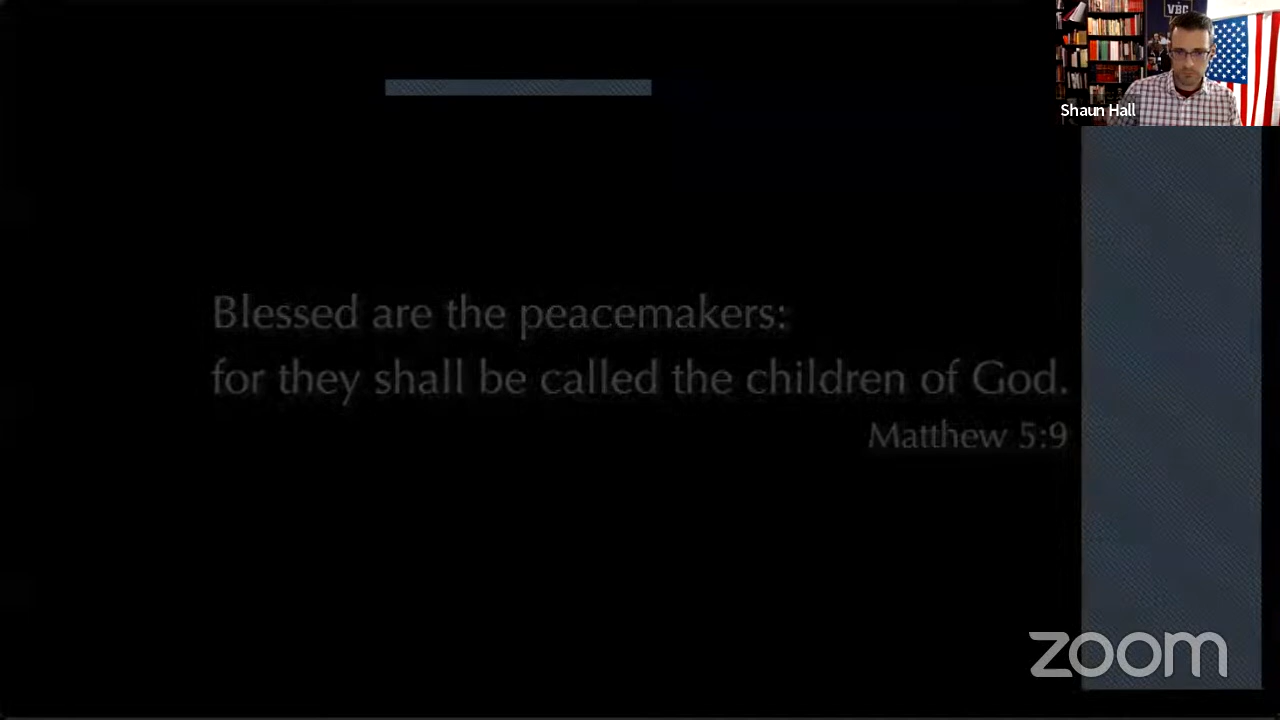 VBC
Shaun Hall
Blessed are the peacemakers:
for they shall be called the children of God.
Matthew 5:9
zoom